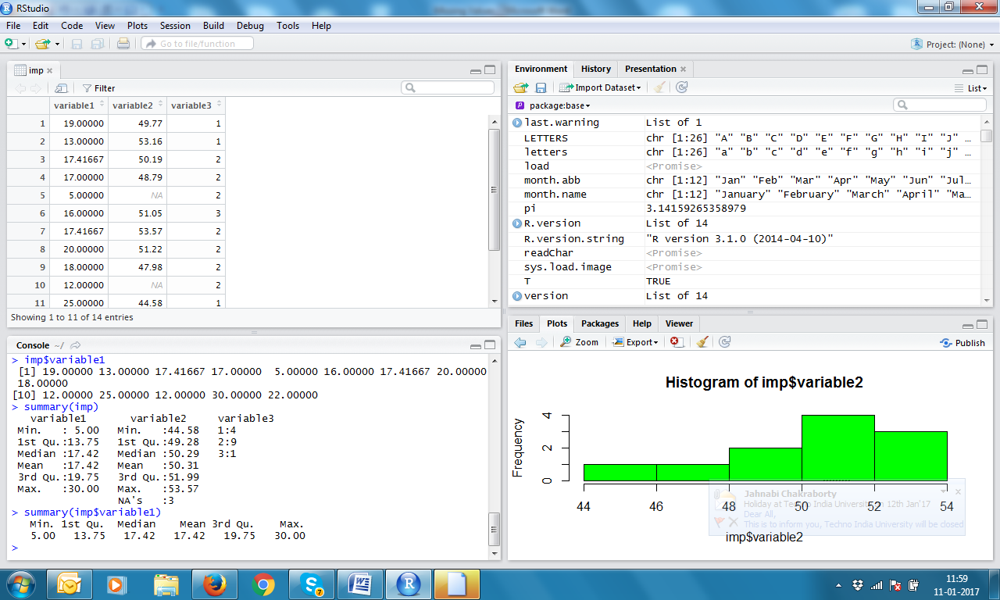 RStudio
File Edit Code View Plots Session Build Debug Tools Help
Go to file/function Project: (None)
imp
Filter
variable1 variable2 variable3
1 19.00000 49.77 1
2 13.00000 53.16 1
3 17.41667 50.19 2
4 17.00000 48.79 2
5 5.00000 NA 2
6 16.00000 51.05 3
7 17.41667 53.57 2
8 20.00000 51.22 2
9 18.00000 47.98 2
10 12.00000 NA 2
11 25.00000 44.58 1
Showing 1 to 11 of 14 entries
Console ~/
> imp$variable1
[1] 19.00000 13.00000 17.41667 17.00000 5.00000 16.00000 17.41667 20.00000
18.00000
[10] 12.00000 25.00000 12.00000 30.00000 22.00000
> summary(imp)
variable1 variable2 variable3
Min. : 5.00 Min. :44.58 1:4
1st Qu.:13.75 1st Qu.:49.28 2:9
Median :17.42 Median :50.29 3:1
Mean :17.42 Mean :50.31
3rd Qu.:19.75 3rd Qu.:51.99
Max. :30.00 Max. :53.57
NA's :3
> summary(imp$variable1)
Min. 1st Qu. Median Mean 3rd Qu. Max.
5.00 13.75 17.42 17.42 19.75 30.00
>
Environment History Presentation
Import Dataset List
package:base
last.warning List of 1
LETTERS chr [1:26] "A" "B" "C" "D" "E" "F" "G" "H" "I" "J" …
letters chr [1:26] "a" "b" "c" "d" "e" "f" "g" "h" "i" "j" …
load <Promise>
month.abb chr [1:12] "Jan" "Feb" "Mar" "Apr" "May" "Jun" "Jul…
month.name chr [1:12] "January" "February" "March" "April" "Ma…
pi 3.14159265358979
R.version List of 14
R.version.string "R version 3.1.0 (2014-04-10)"
readChar <Promise>
sys.load.image <Promise>
T TRUE
version List of 14
Files Plots Packages Help Viewer
Zoom Export Publish
Histogram of imp$variable2
Frequency
4
2
0
44 46 48 50 52 54
imp$variable2
Jahnabi Chakraborty
Holiday at Techno India University on 12th Jan'17
Dear All,
This is to inform you, Techno India University will be closed
11:59
11-01-2017